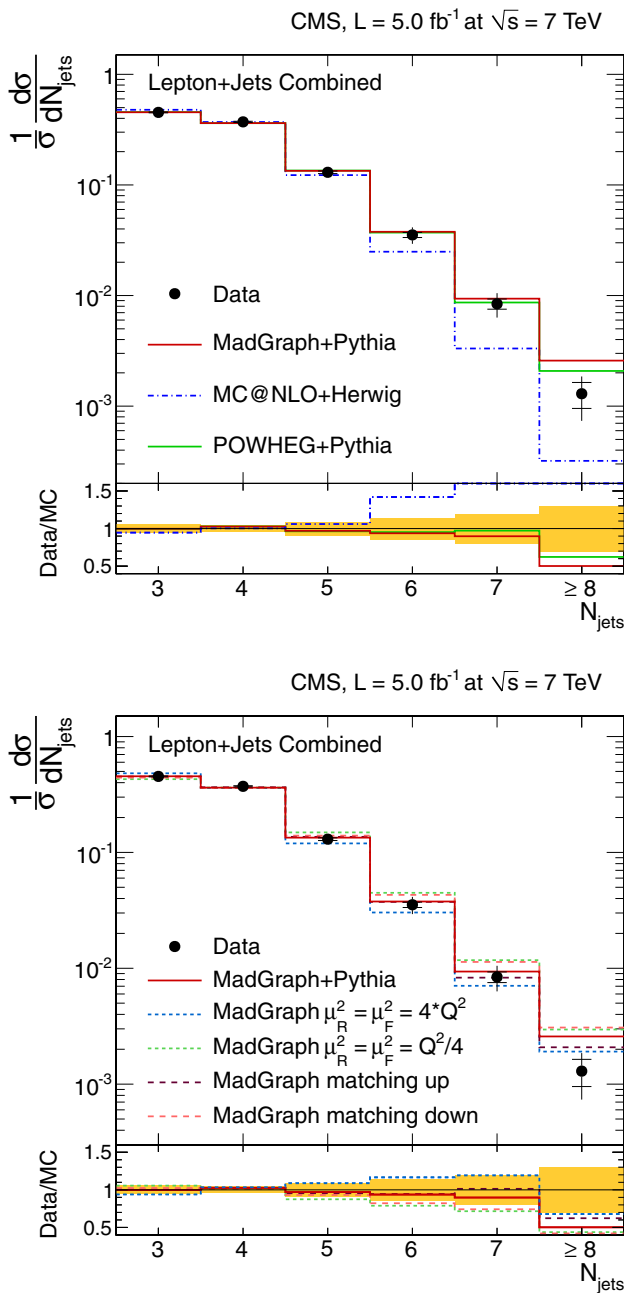 CMS, L = 5.0 fb⁻¹ at √s = 7 TeV
1/σ dσ/dN_jets
Lepton+Jets Combined
1
10⁻¹
10⁻²
10⁻³
Data
MadGraph+Pythia
MC@NLO+Herwig
POWHEG+Pythia
Data/MC
1.5
1
0.5
3 4 5 6 7 ≥ 8
N_jets
CMS, L = 5.0 fb⁻¹ at √s = 7 TeV
1/σ dσ/dN_jets
Lepton+Jets Combined
1
10⁻¹
10⁻²
10⁻³
Data
MadGraph+Pythia
MadGraph μ²_R = μ²_F = 4*Q²
MadGraph μ²_R = μ²_F = Q²/4
MadGraph matching up
MadGraph matching down
Data/MC
1.5
1
0.5
3 4 5 6 7 ≥ 8
N_jets